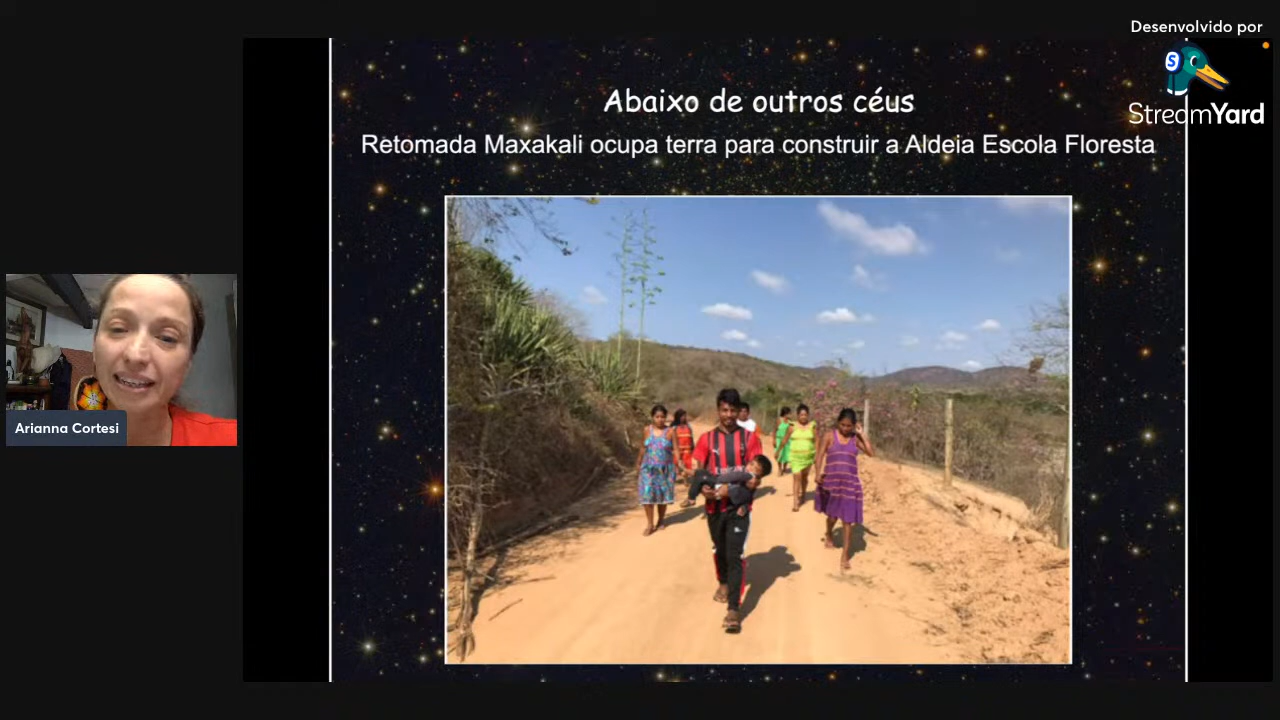 Desenvolvido por
StreamYard
Abaixo de outros céus
Retomada Maxakali ocupa terra para construir a Aldeia Escola Floresta
Arianna Cortesi